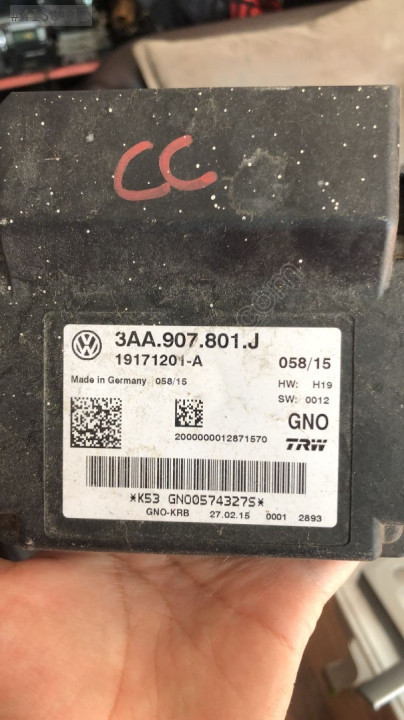 CC
3AA.907.801.J
19171201-A
058/15
Made in Germany 058/15
HW: H19
SW: 0012
GNO
2000000012871570
TRW
*K53 GNO0574327S*
GNO-KRB 27.02.15 0001 2893